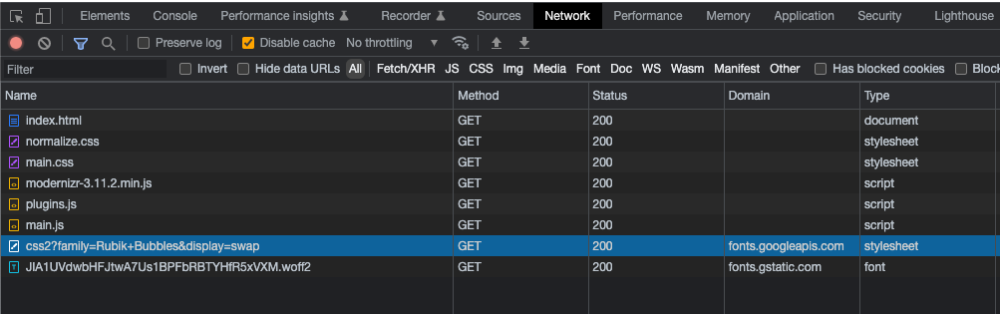 Elements Console Performance insights Recorder Sources Network Performance Memory Application Security Lighthouse
Preserve log Disable cache No throttling
Filter Invert Hide data URLs All Fetch/XHR JS CSS Img Media Font Doc WS Wasm Manifest Other Has blocked cookies Block
Name Method Status Domain Type
index.html GET 200 document
normalize.css GET 200 stylesheet
main.css GET 200 stylesheet
modernizr-3.11.2.min.js GET 200 script
plugins.js GET 200 script
main.js GET 200 script
css2?family=Rubik+Bubbles&display=swap GET 200 fonts.googleapis.com stylesheet
JIA1UVdwbHFJtwA7Us1BPFbRBTYHfR5xVXM.woff2 GET 200 fonts.gstatic.com font